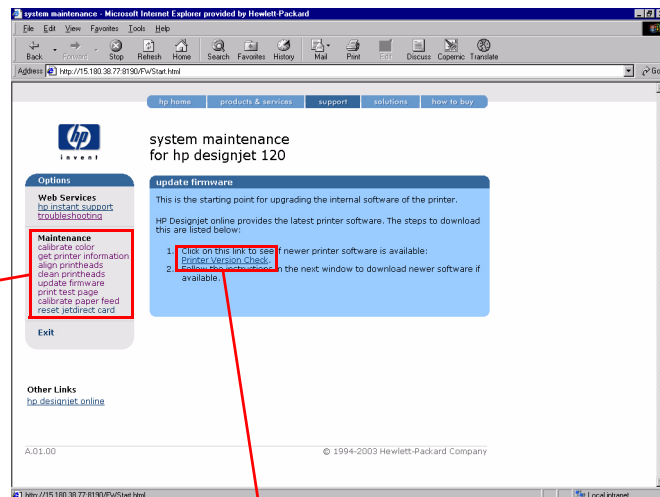 system maintenance - Microsoft Internet Explorer provided by Hewlett-Packard
File Edit View Favorites Tools Help
Back Forward Stop Refresh Home Search Favorites History Mail Print Edit Discuss Copernic Translate
Address http://15.180.38.77:8190/FWStart.html Go
hp home products & services support solutions how to buy
hp
invent
system maintenance
for hp designjet 120
Options
Web Services
hp instant support
troubleshooting
Maintenance
calibrate color
get printer information
align printheads
clean printheads
update firmware
print test page
calibrate paper feed
reset jetdirect card
Exit
Other Links
hp designjet online
update firmware
This is the starting point for upgrading the internal software of the printer.
HP Designjet online provides the latest printer software. The steps to download
this are listed below:
1. Click on this link to see if newer printer software is available:
Printer Version Check.
2. Follow the instructions in the next window to download newer software if
available.
A.01.00 © 1994-2003 Hewlett-Packard Company
http://15.180.38.77:8190/FWStart.html Local intranet